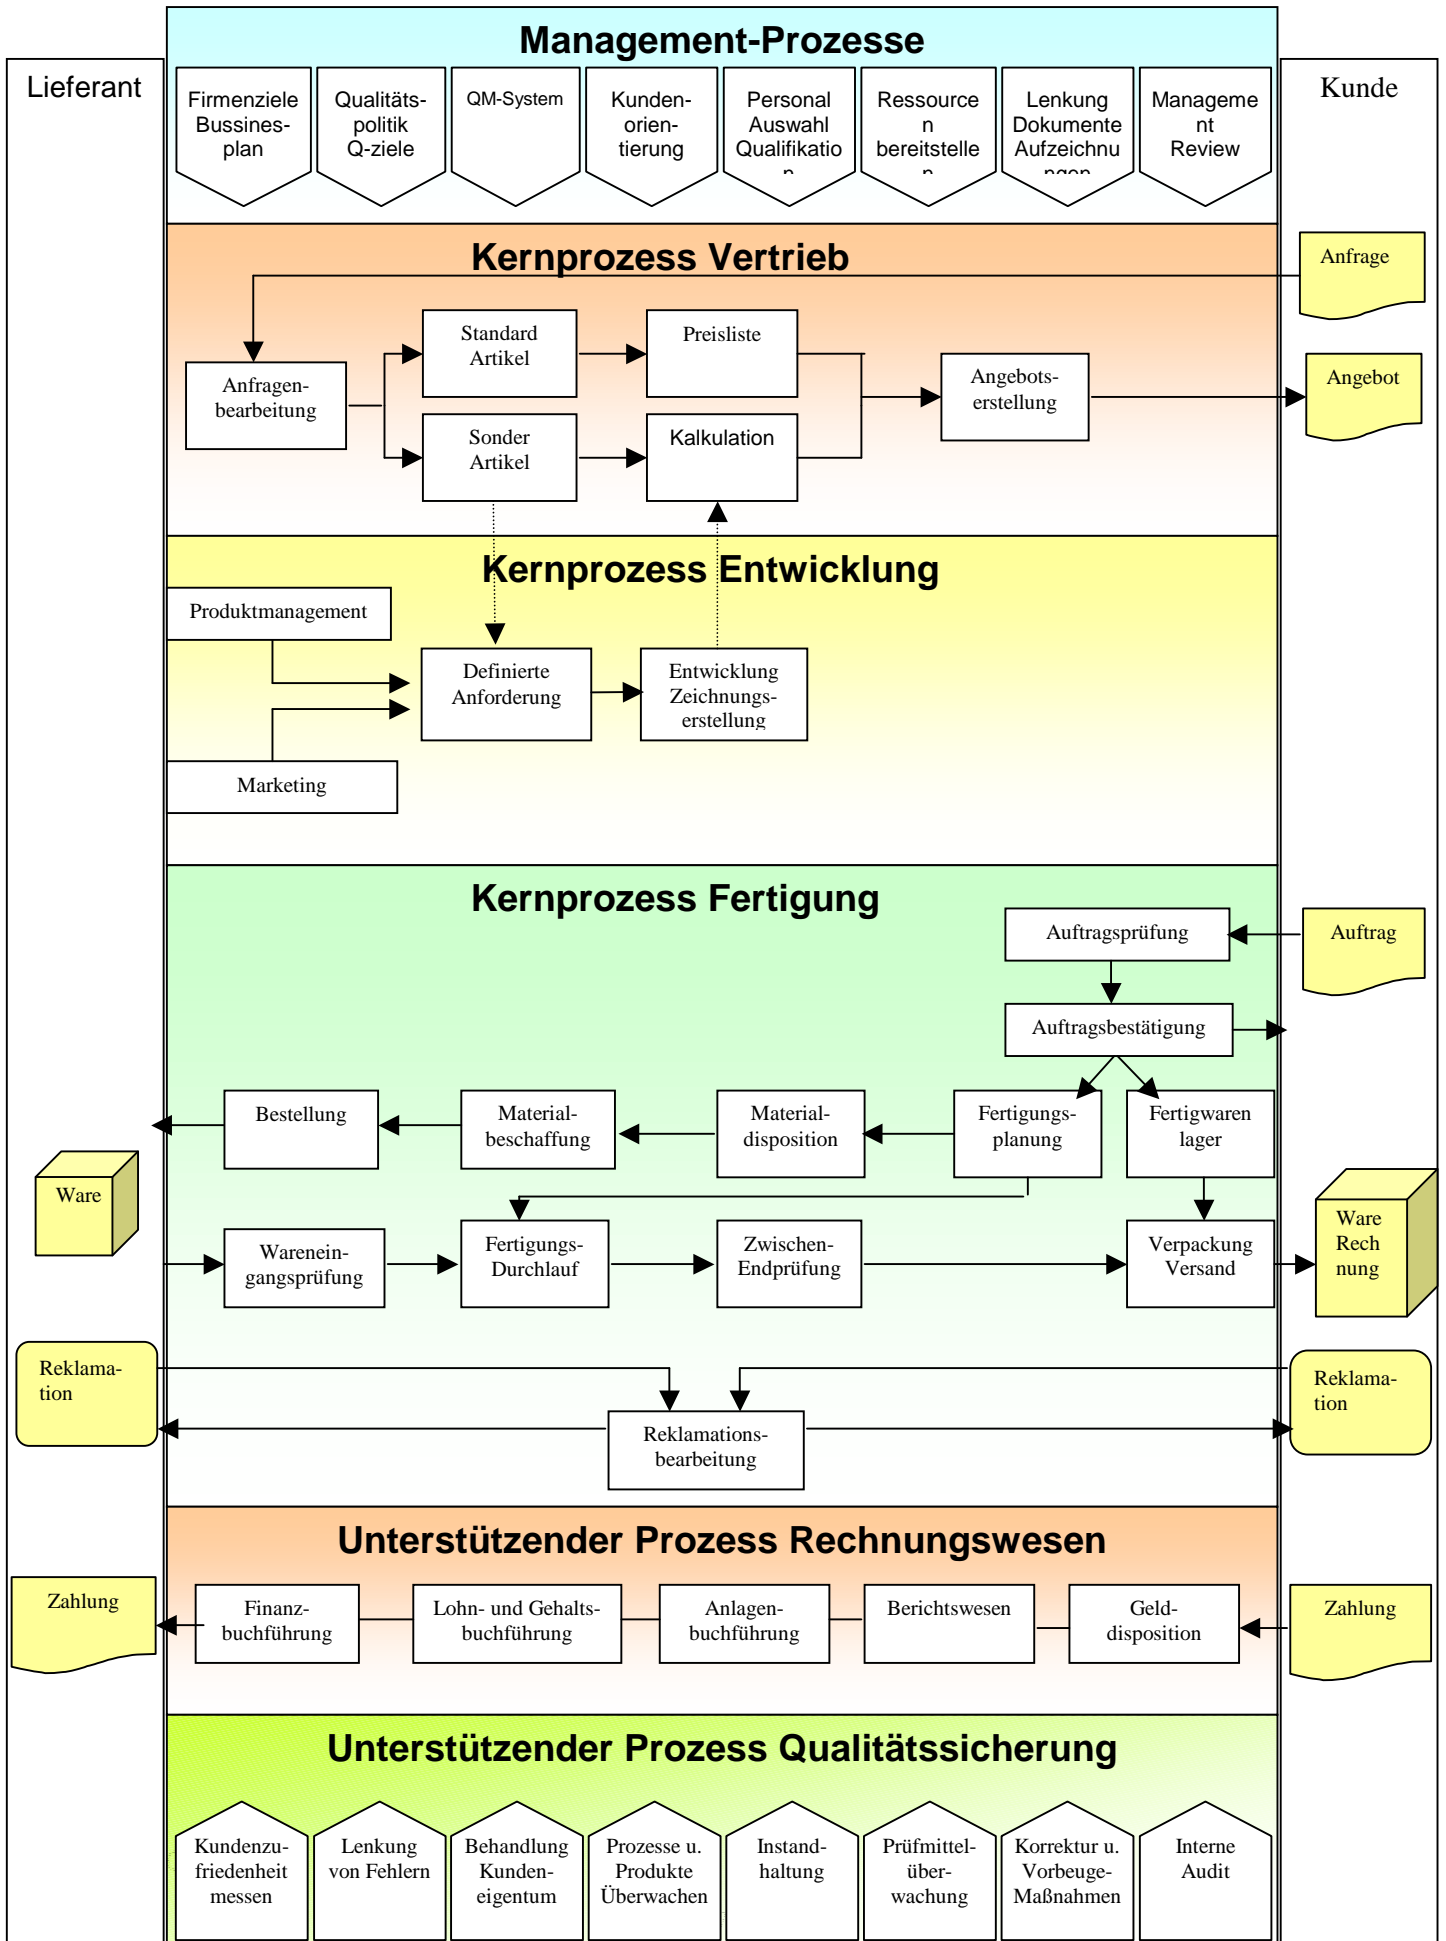 Management-Prozesse
Lieferant
Kunde
Firmenziele
Bussines-
plan
Qualitäts-
politik
Q-ziele
QM-System
Kunden-
orien-
tierung
Personal
Auswahl
Qualifikatio
n
Ressource
n
bereitstelle
n
Lenkung
Dokumente
Aufzeichnu
ngen
Manageme
nt
Review
Kernprozess Vertrieb
Anfrage
Anfragen-
bearbeitung
Standard
Artikel
Preisliste
Sonder
Artikel
Kalkulation
Angebots-
erstellung
Angebot
Kernprozess Entwicklung
Produktmanagement
Definierte
Anforderung
Entwicklung
Zeichnungs-
erstellung
Marketing
Kernprozess Fertigung
Auftragsprüfung
Auftrag
Auftragsbestätigung
Bestellung
Material-
beschaffung
Material-
disposition
Fertigungs-
planung
Fertigwaren
lager
Ware
Warenein-
gangsprüfung
Fertigungs-
Durchlauf
Zwischen-
Endprüfung
Verpackung
Versand
Ware
Rech
nung
Reklama-
tion
Reklamations-
bearbeitung
Reklama-
tion
Unterstützender Prozess Rechnungswesen
Zahlung
Finanz-
buchführung
Lohn- und Gehalts-
buchführung
Anlagen-
buchführung
Berichtswesen
Geld-
disposition
Zahlung
Unterstützender Prozess Qualitätssicherung
Kundenzu-
friedenheit
messen
Lenkung
von Fehlern
Behandlung
Kunden-
eigentum
Prozesse u.
Produkte
Überwachen
Instand-
haltung
Prüfmittel-
über-
wachung
Korrektur u.
Vorbeuge-
Maßnahmen
Interne
Audit